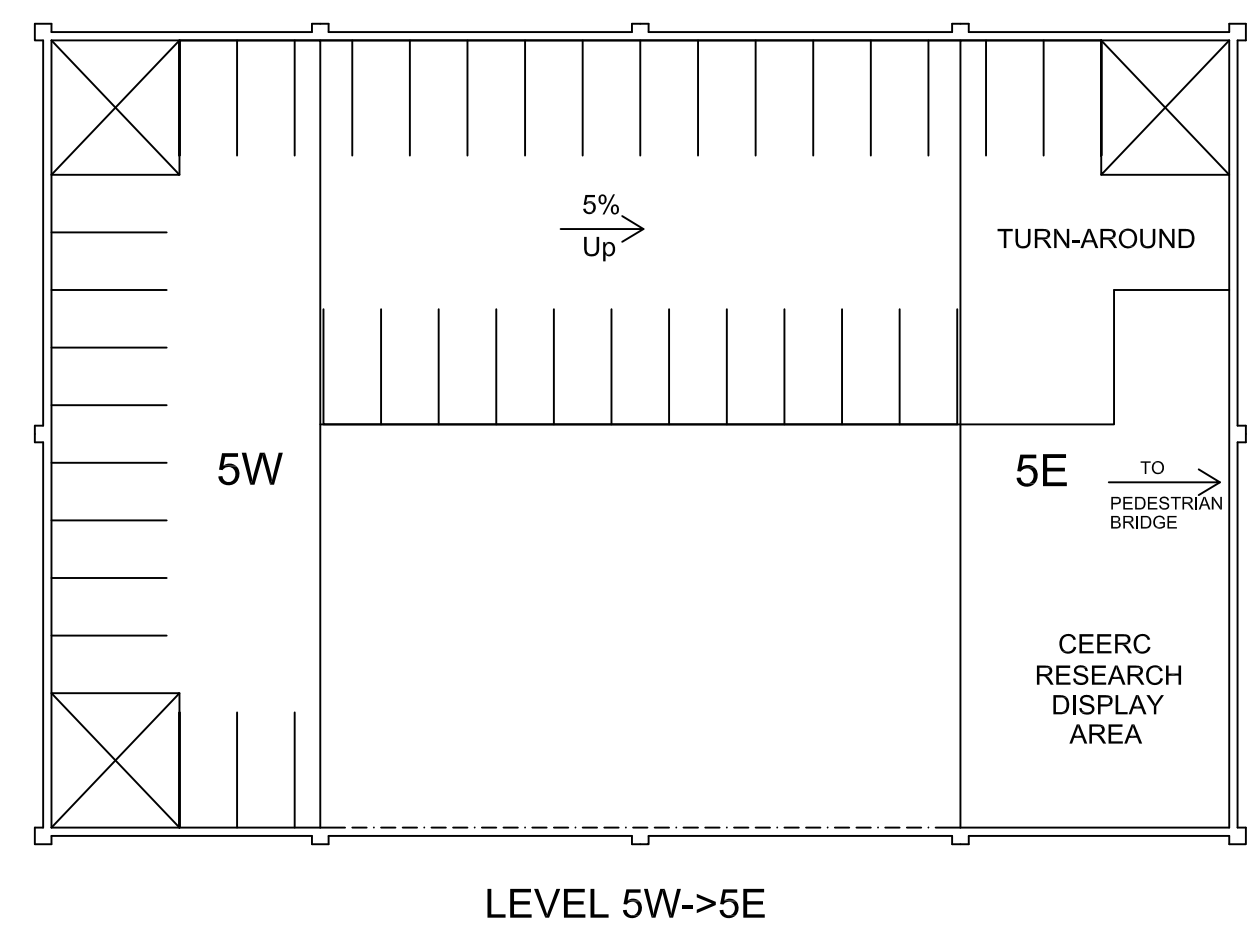 5%
Up
TURN-AROUND
5W
5E
TO
PEDESTRIAN
BRIDGE
CEERC
RESEARCH
DISPLAY
AREA
LEVEL 5W->5E